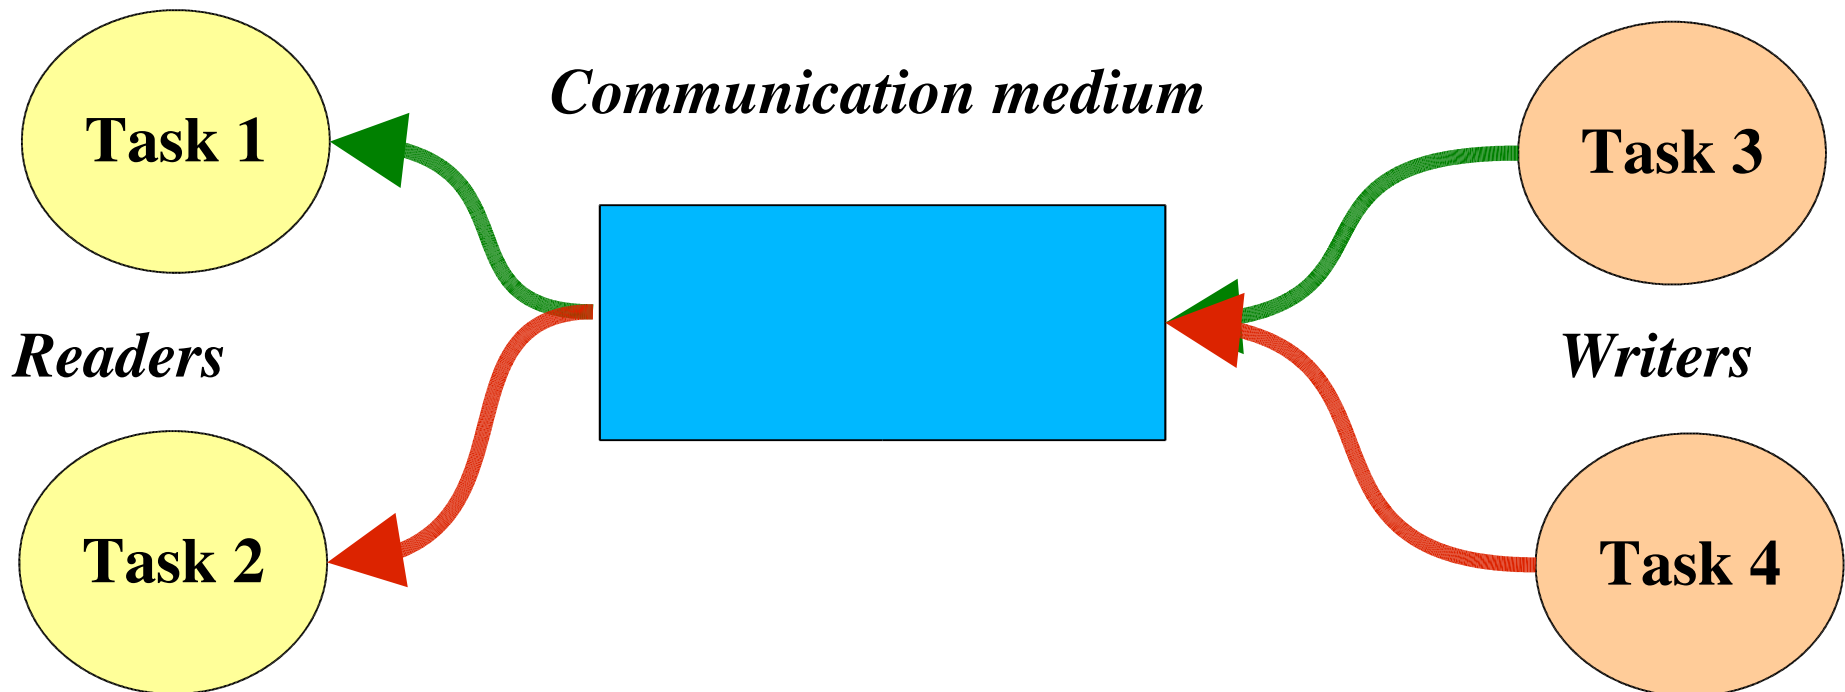 Communication medium
Task 1
Task 3
Readers
Writers
Task 2
Task 4